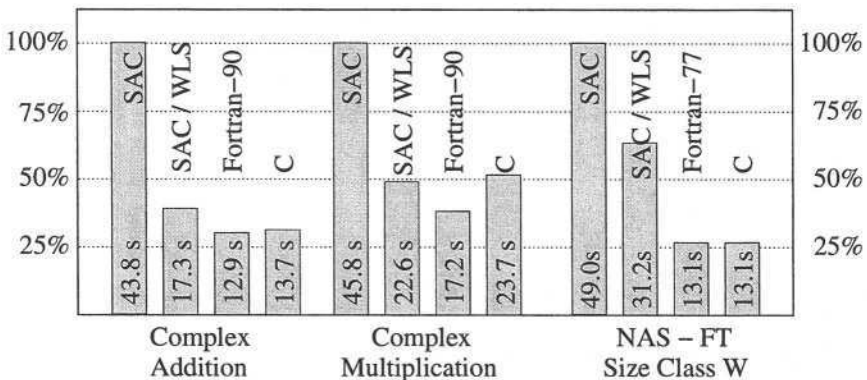 100%
75%
50%
25%
SAC
SAC / WLS
Fortran−90
C
43.8 s
17.3 s
12.9 s
13.7 s
Complex
Addition
SAC
SAC / WLS
Fortran−90
C
45.8 s
22.6 s
17.2 s
23.7 s
Complex
Multiplication
SAC
SAC / WLS
Fortran−77
C
49.0s
31.2s
13.1s
13.1s
NAS − FT
Size Class W
100%
75%
50%
25%